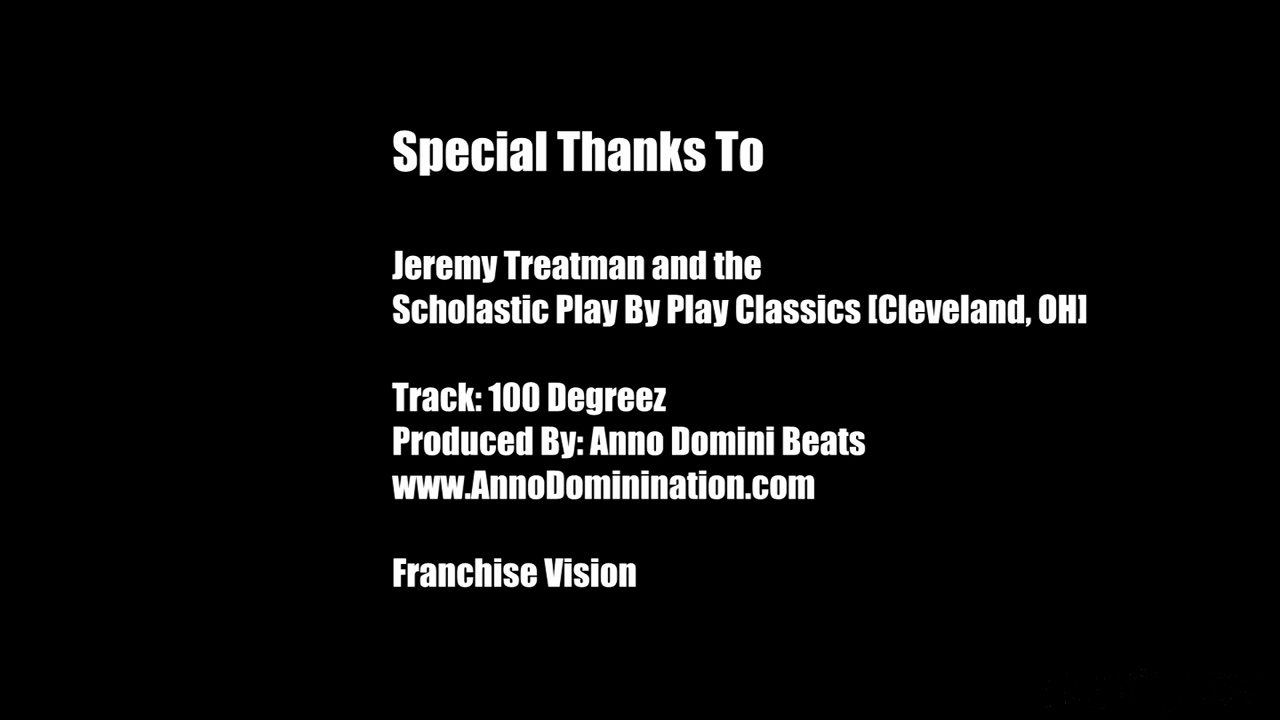 Special Thanks To
Jeremy Treatman and the
Scholastic Play By Play Classics [Cleveland, OH]
Track: 100 Degreez
Produced By: Anno Domini Beats
www.AnnoDominination.com
Franchise Vision